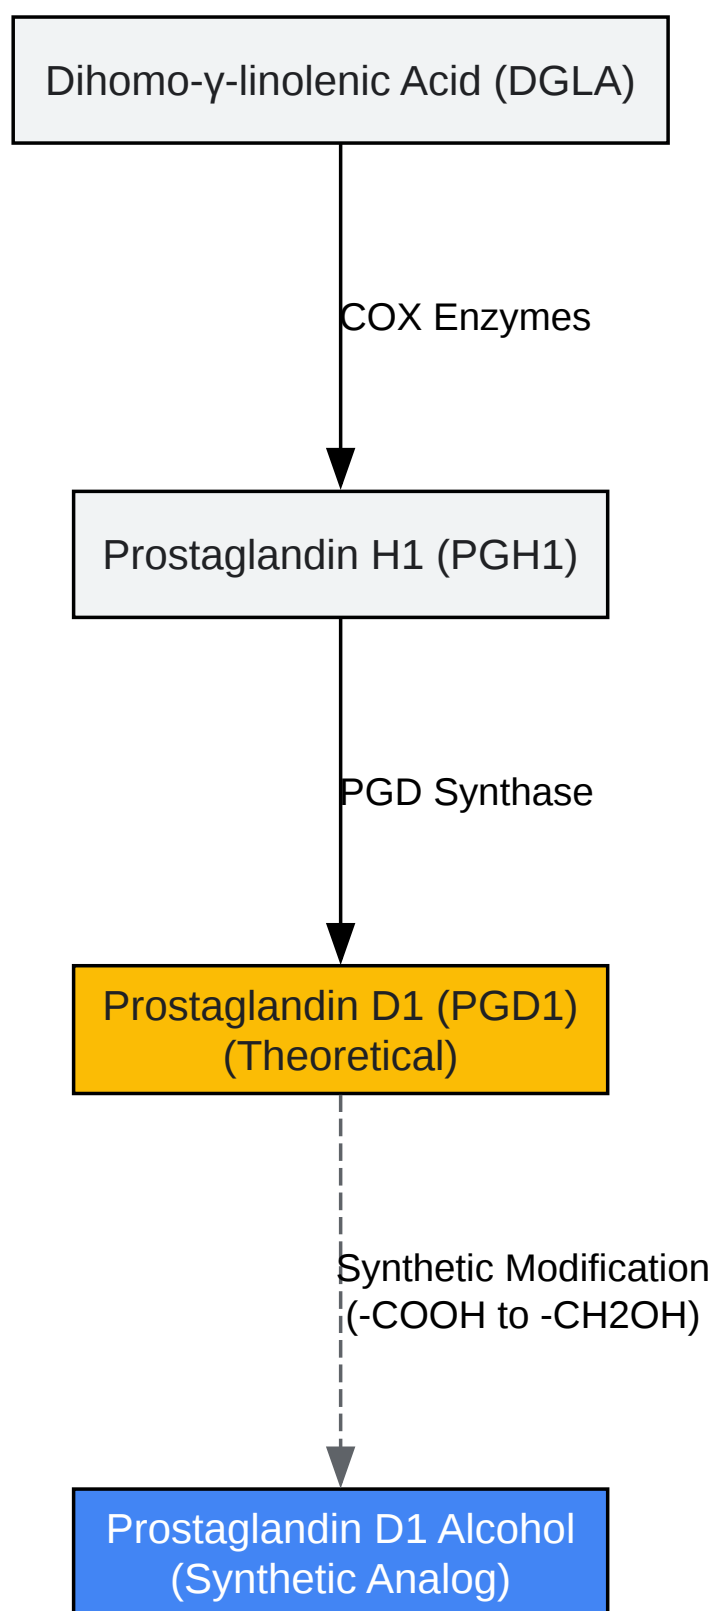 Dihomo-γ-linolenic Acid (DGLA)
COX Enzymes
Prostaglandin H1 (PGH1)
PGD Synthase
Prostaglandin D1 (PGD1)
(Theoretical)
Synthetic Modification
(-COOH to -CH2OH)
Prostaglandin D1 Alcohol
(Synthetic Analog)